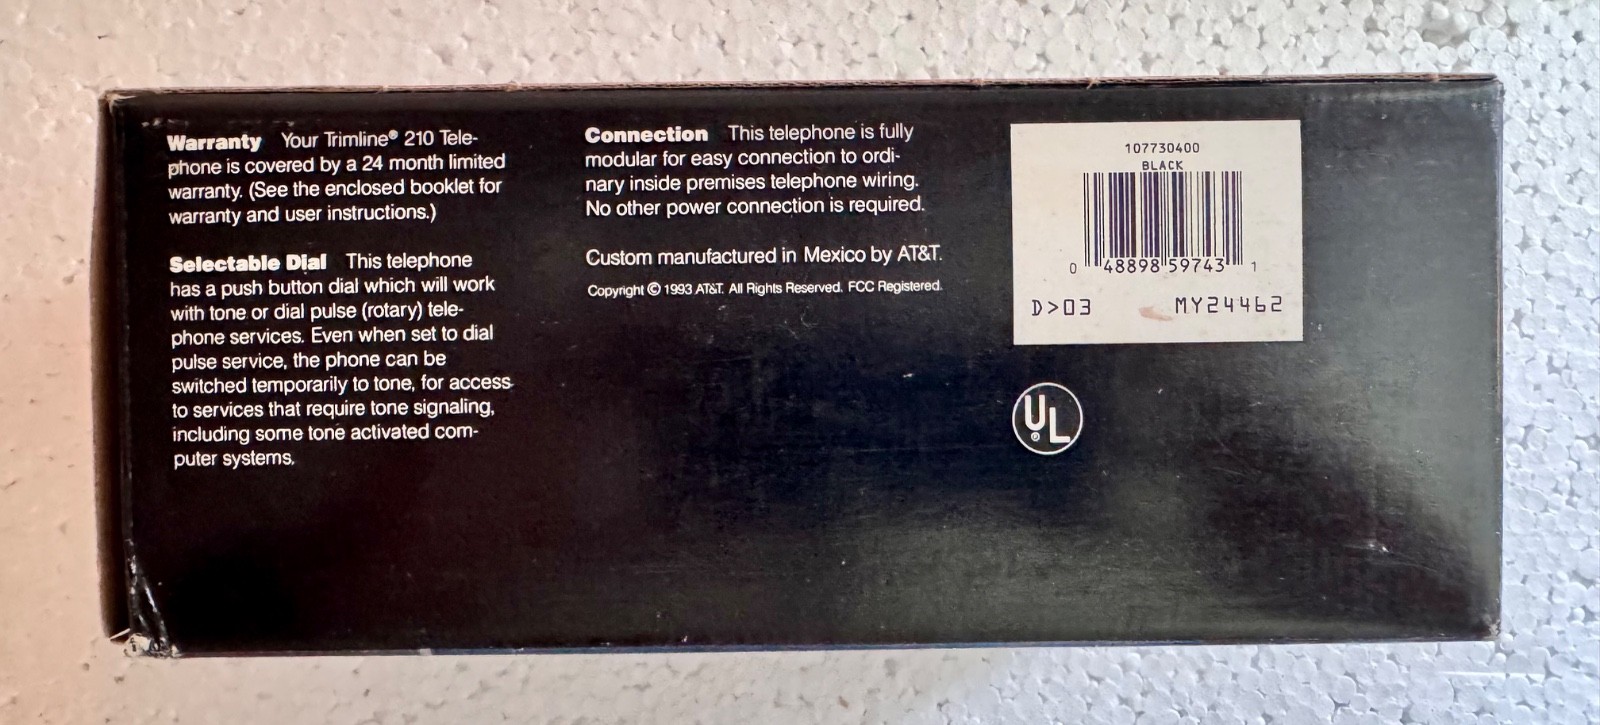 Warranty Your Trimline® 210 Tele-
phone is covered by a 24 month limited
warranty. (See the enclosed booklet for
warranty and user instructions.)
Selectable Dial This telephone
has a push button dial which will work
with tone or dial pulse (rotary) tele-
phone services. Even when set to dial
pulse service, the phone can be
switched temporarily to tone, for access
to services that require tone signaling,
including some tone activated com-
puter systems.
Connection This telephone is fully
modular for easy connection to ordi-
nary inside premises telephone wiring.
No other power connection is required.
Custom manufactured in Mexico by AT&T.
Copyright © 1993 AT&T. All Rights Reserved. FCC Registered.
107730400
BLACK
0 48898 59743 1
D>03 MY24462
UL®